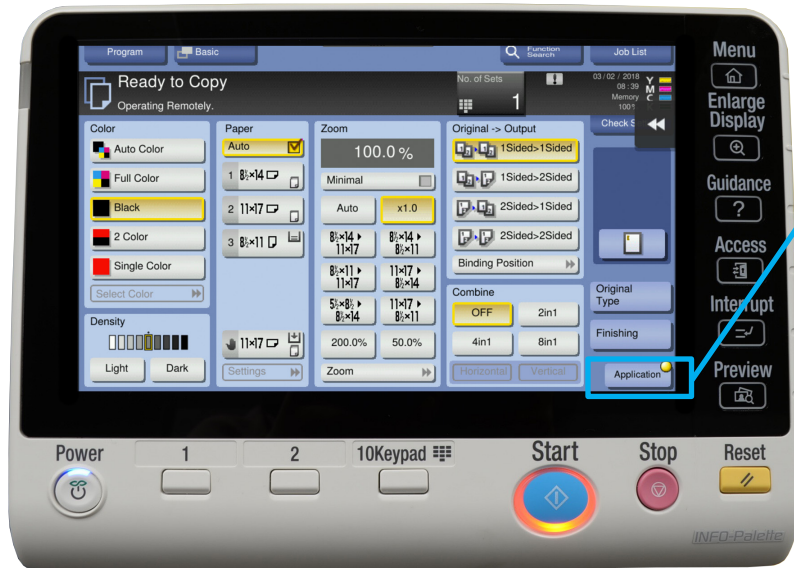 Program
Basic
Function
Search
Job List
Ready to Copy
Operating Remotely.
No. of Sets
1
03/02/2018
08:39
Memory
100%
Y
M
C
Color
Auto Color
Full Color
Black
2 Color
Single Color
Select Color
Density
Light
Dark
Paper
Auto
1 8½×14
2 11×17
3 8½×11
11×17
Settings
Zoom
100.0 %
Minimal
Auto
x1.0
8½×14
11×17
8½×14
8½×11
8½×11
11×17
11×17
8½×14
5½×8½
8½×14
11×17
8½×11
200.0%
50.0%
Zoom
Original -> Output
1Sided>1Sided
1Sided>2Sided
2Sided>1Sided
2Sided>2Sided
Binding Position
Combine
OFF
2in1
4in1
8in1
Horizontal
Vertical
Check
Original
Type
Finishing
Application
Menu
Enlarge
Display
Guidance
?
Access
Interrupt
Preview
Power
1
2
10Keypad
Start
Stop
Reset
INFO-Palette